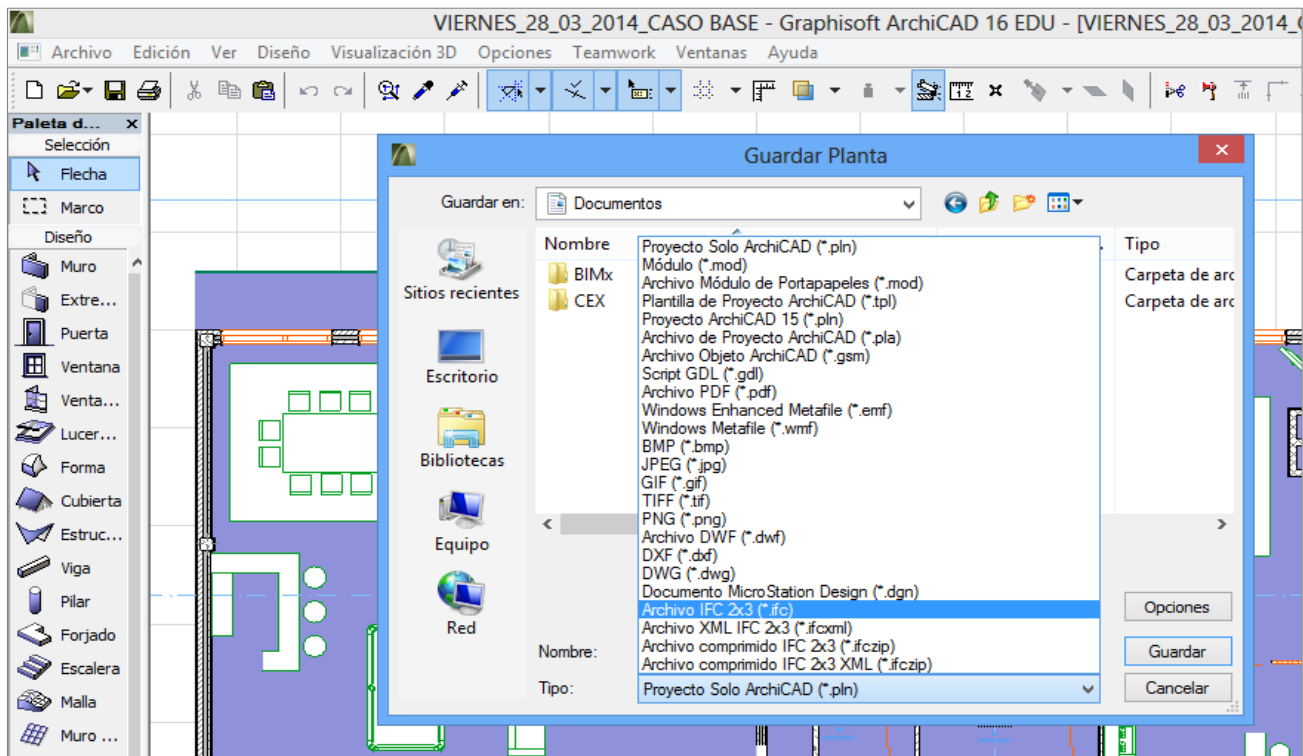 VIERNES_28_03_2014_CASO BASE - Graphisoft ArchiCAD 16 EDU - [VIERNES_28_03_2014_
Archivo Edición Ver Diseño Visualización 3D Opciones Teamwork Ventanas Ayuda
Paleta d... x
Selección
Flecha
Marco
Diseño
Muro
Extre...
Puerta
Ventana
Venta...
Lucer...
Forma
Cubierta
Estruc...
Viga
Pilar
Forjado
Escalera
Malla
Muro ...
Guardar Planta
Guardar en: Documentos
Sitios recientes
Escritorio
Bibliotecas
Equipo
Red
Nombre
Tipo
BIMx
Carpeta de arc
CEX
Carpeta de arc
Proyecto Solo ArchiCAD (*.pln)
Módulo (*.mod)
Archivo Módulo de Portapapeles (*.mod)
Plantilla de Proyecto ArchiCAD (*.tpl)
Proyecto ArchiCAD 15 (*.pln)
Archivo de Proyecto ArchiCAD (*.pla)
Archivo Objeto ArchiCAD (*.gsm)
Script GDL (*.gdl)
Archivo PDF (*.pdf)
Windows Enhanced Metafile (*.emf)
Windows Metafile (*.wmf)
BMP (*.bmp)
JPEG (*.jpg)
GIF (*.gif)
TIFF (*.tif)
PNG (*.png)
Archivo DWF (*.dwf)
DXF (*.dxf)
DWG (*.dwg)
Documento MicroStation Design (*.dgn)
Archivo IFC 2x3 (*.ifc)
Archivo XML IFC 2x3 (*.ifcxml)
Archivo comprimido IFC 2x3 (*.ifczip)
Archivo comprimido IFC 2x3 XML (*.ifczip)
Nombre:
Tipo: Proyecto Solo ArchiCAD (*.pln)
Opciones
Guardar
Cancelar